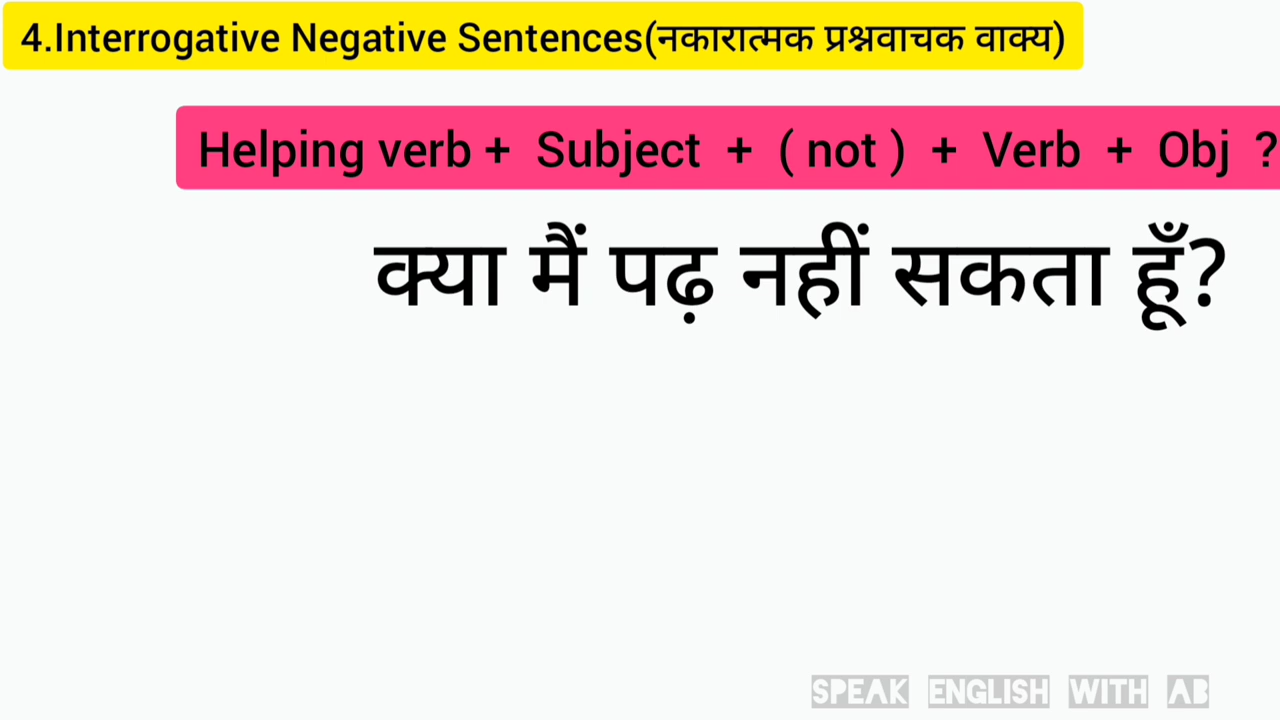 4.Interrogative Negative Sentences(नकारात्मक प्रश्नवाचक वाक्य)
Helping verb + Subject + ( not ) + Verb + Obj ?
क्या मैं पढ़ नहीं सकता हूँ?
SPEAK ENGLISH WITH AB